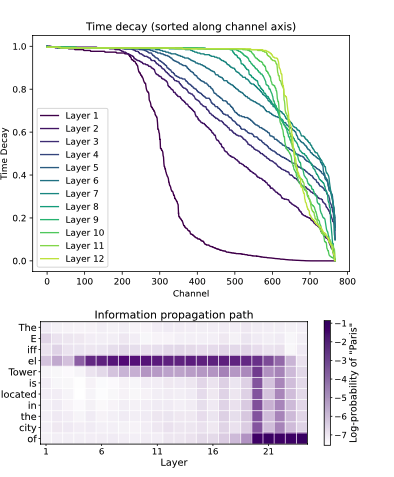 Time decay (sorted along channel axis)
1.0
0.8
0.6
0.4
0.2
0.0
Time Decay
Layer 1
Layer 2
Layer 3
Layer 4
Layer 5
Layer 6
Layer 7
Layer 8
Layer 9
Layer 10
Layer 11
Layer 12
0 100 200 300 400 500 600 700 800
Channel
Information propagation path
The
E
iff
el
Tower
is
located
in
the
city
of
1 6 11 16 21
Layer
−1
−2
−3
−4
−5
−6
−7
Log-probability of "Paris"